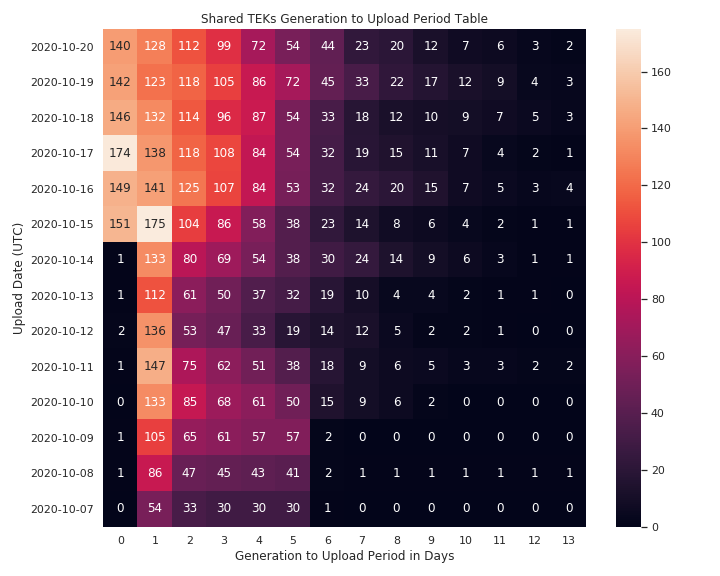 Shared TEKs Generation to Upload Period Table
Upload Date (UTC)
2020-10-20 140 128 112 99 72 54 44 23 20 12 7 6 3 2
2020-10-19 142 123 118 105 86 72 45 33 22 17 12 9 4 3
2020-10-18 146 132 114 96 87 54 33 18 12 10 9 7 5 3
2020-10-17 174 138 118 108 84 54 32 19 15 11 7 4 2 1
2020-10-16 149 141 125 107 84 53 32 24 20 15 7 5 3 4
2020-10-15 151 175 104 86 58 38 23 14 8 6 4 2 1 1
2020-10-14 1 133 80 69 54 38 30 24 14 9 6 3 1 1
2020-10-13 1 112 61 50 37 32 19 10 4 4 2 1 1 0
2020-10-12 2 136 53 47 33 19 14 12 5 2 2 1 0 0
2020-10-11 1 147 75 62 51 38 18 9 6 5 3 3 2 2
2020-10-10 0 133 85 68 61 50 15 9 6 2 0 0 0 0
2020-10-09 1 105 65 61 57 57 2 0 0 0 0 0 0 0
2020-10-08 1 86 47 45 43 41 2 1 1 1 1 1 1 1
2020-10-07 0 54 33 30 30 30 1 0 0 0 0 0 0 0
0 1 2 3 4 5 6 7 8 9 10 11 12 13
Generation to Upload Period in Days
160
140
120
100
80
60
40
20
0